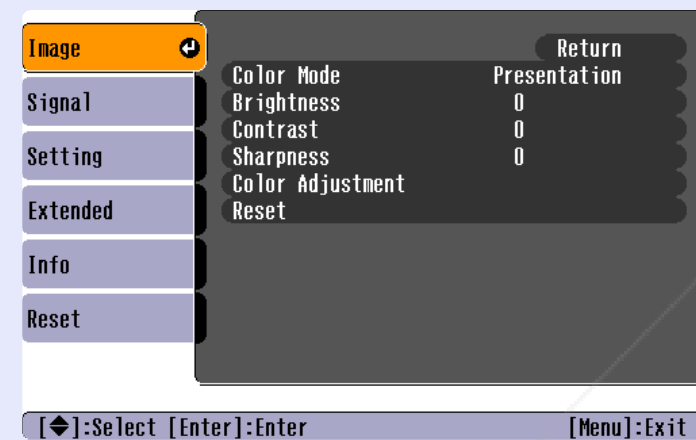 Image
Signal
Setting
Extended
Info
Reset
Return
Color Mode Presentation
Brightness 0
Contrast 0
Sharpness 0
Color Adjustment
Reset
[◆]:Select [Enter]:Enter [Menu]:Exit